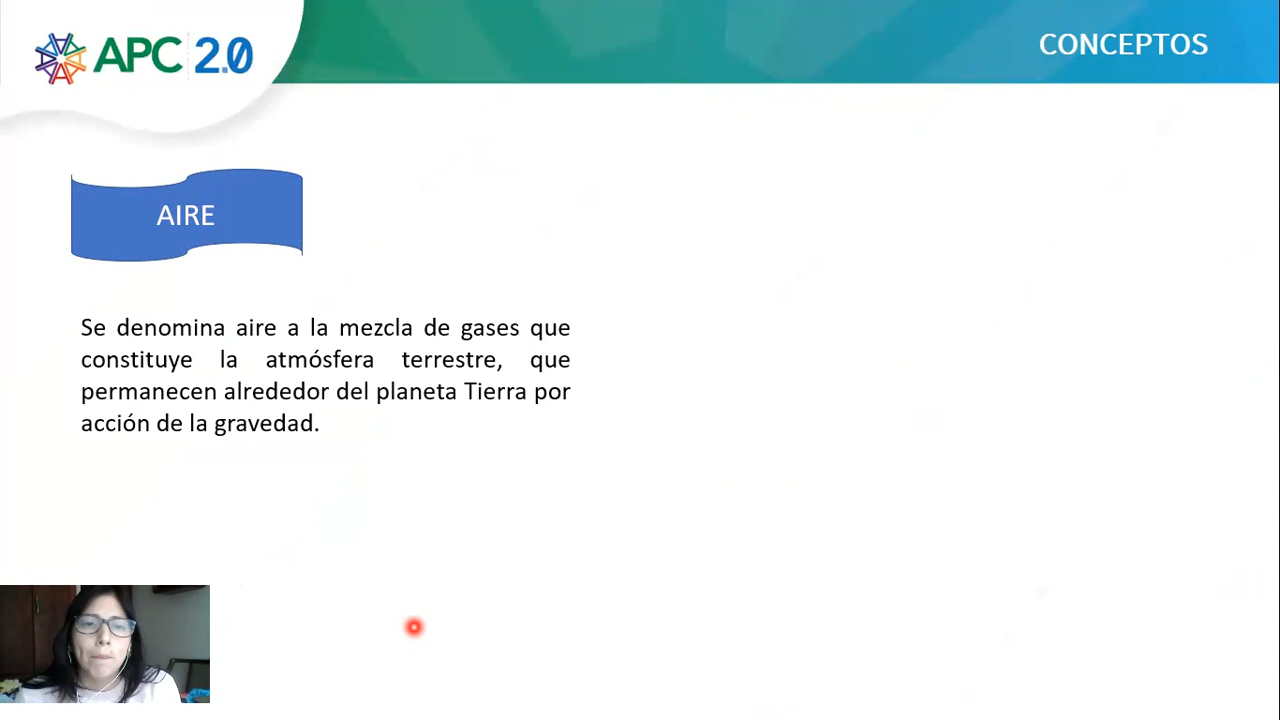 APC 2.0
CONCEPTOS
AIRE
Se denomina aire a la mezcla de gases que
constituye la atmósfera terrestre, que
permanecen alrededor del planeta Tierra por
acción de la gravedad.